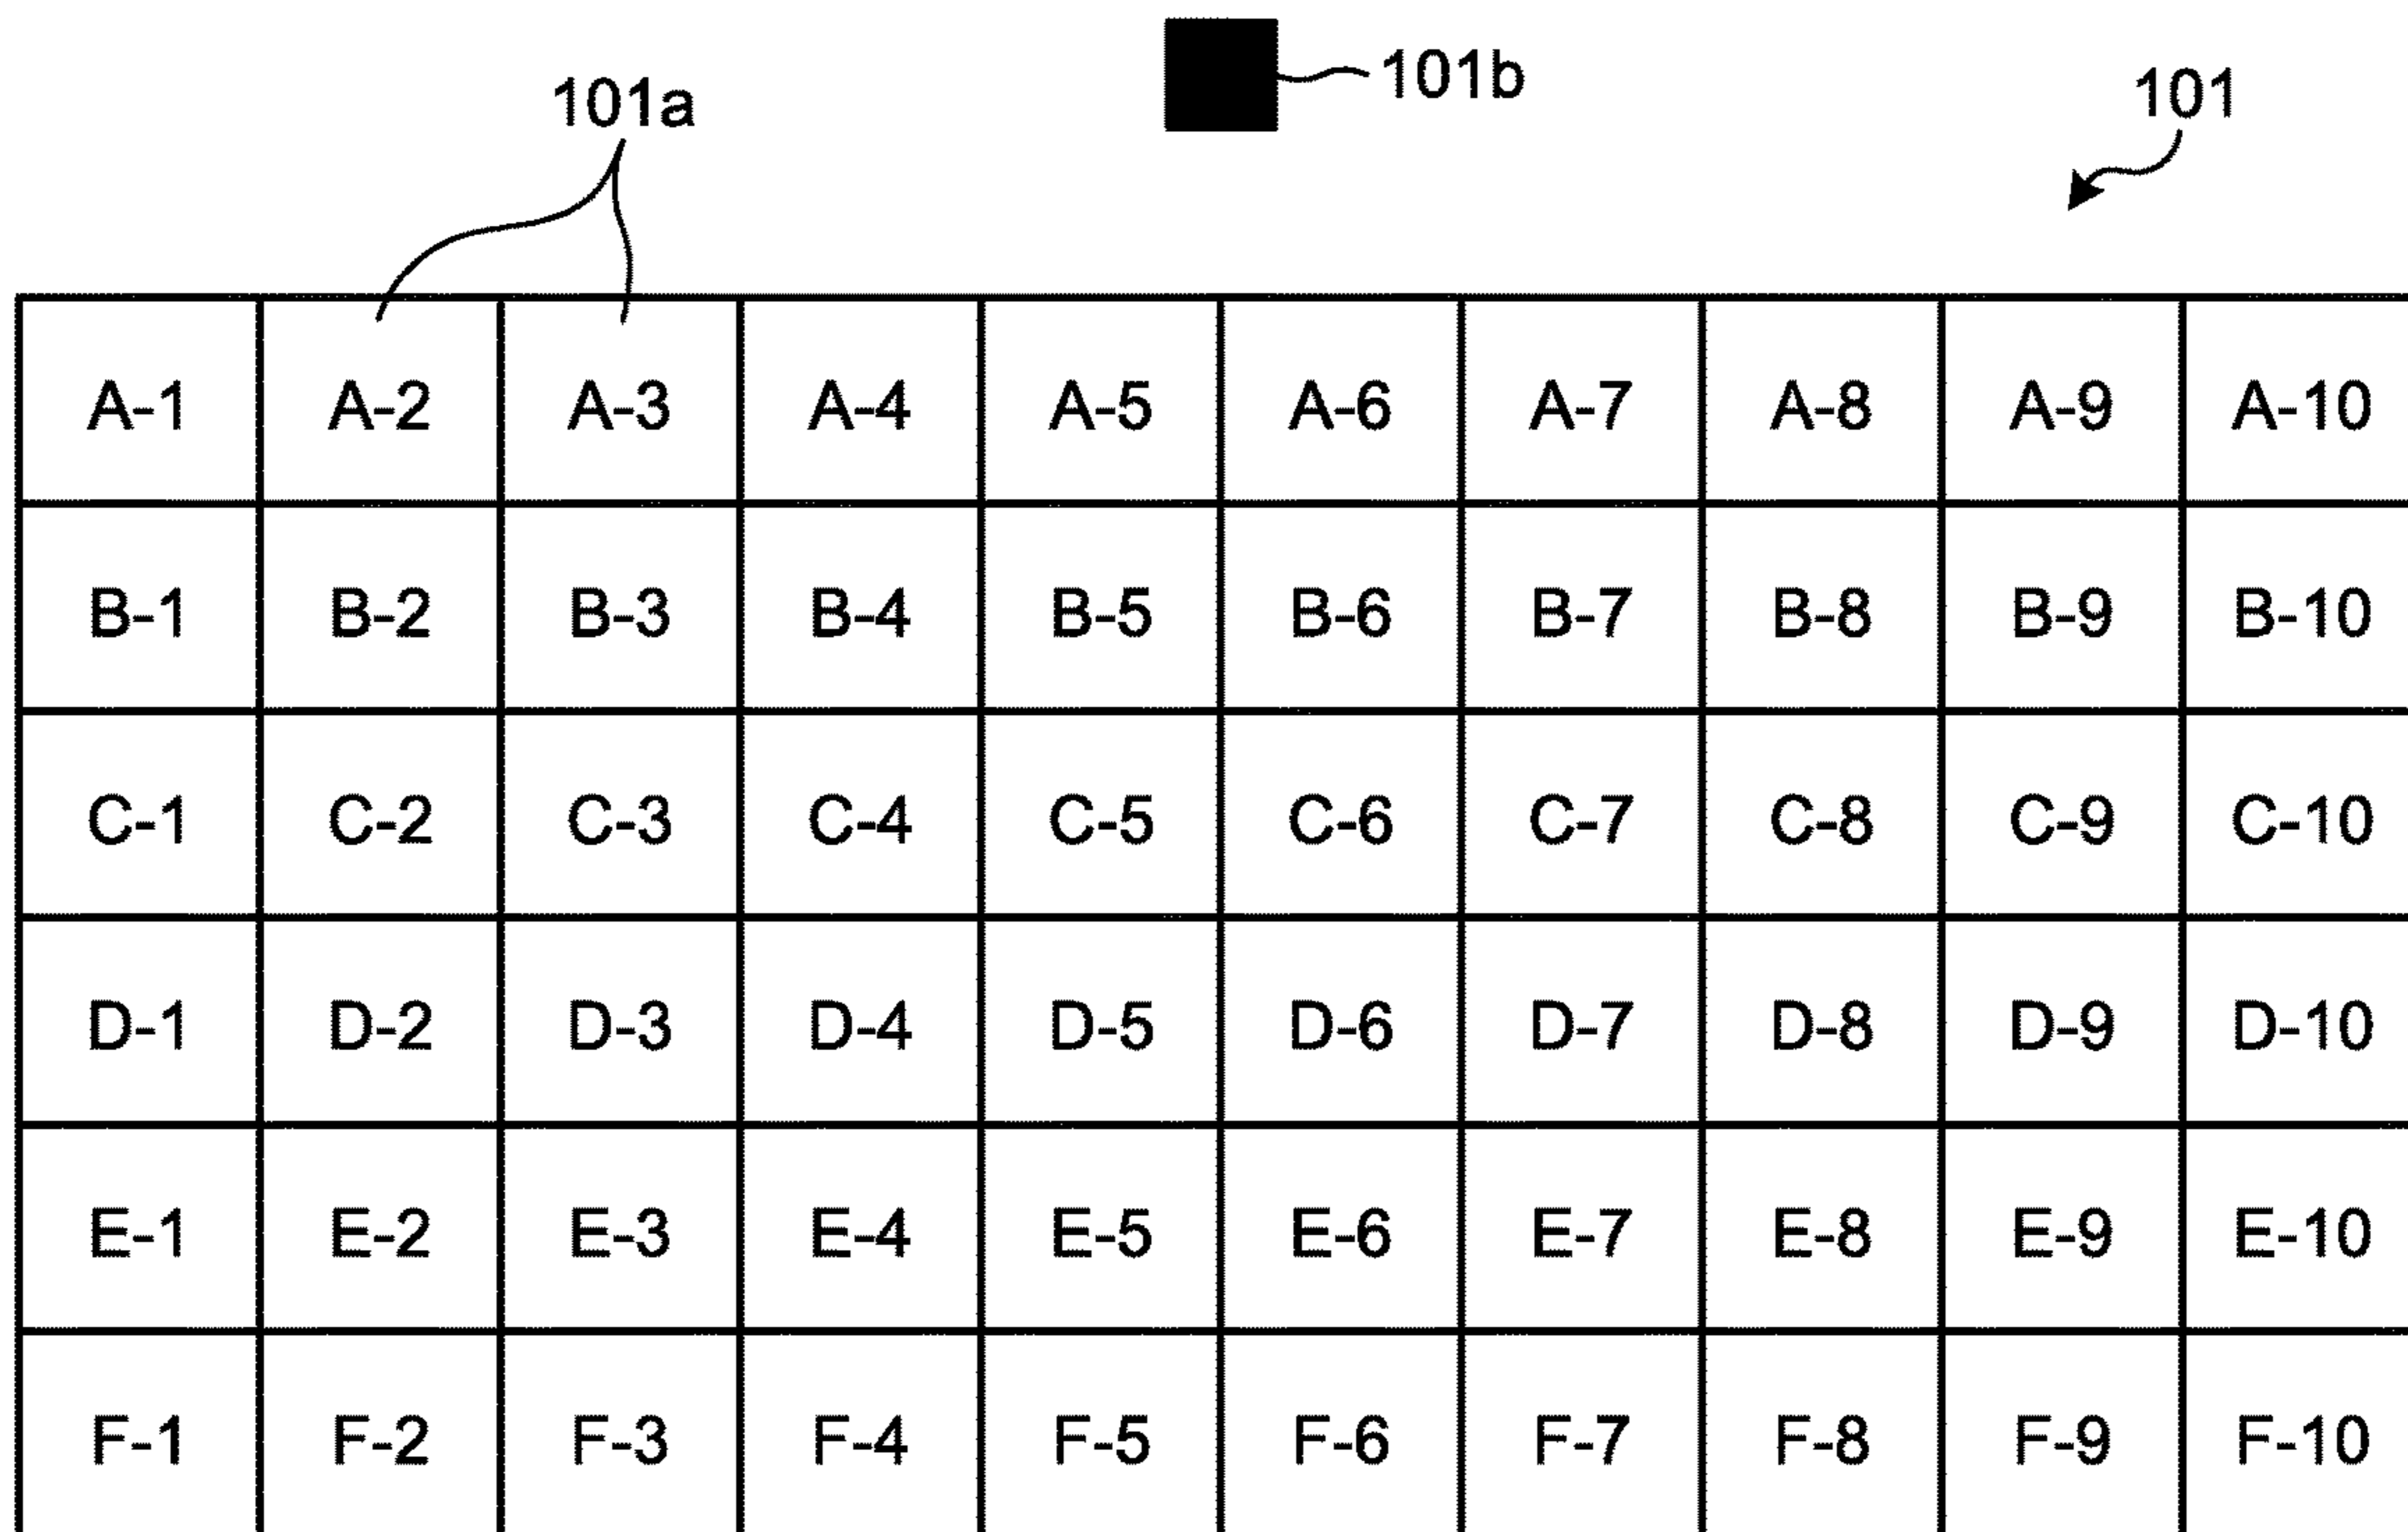 101b
101a
101
A-1 A-2 A-3 A-4 A-5 A-6 A-7 A-8 A-9 A-10
B-1 B-2 B-3 B-4 B-5 B-6 B-7 B-8 B-9 B-10
C-1 C-2 C-3 C-4 C-5 C-6 C-7 C-8 C-9 C-10
D-1 D-2 D-3 D-4 D-5 D-6 D-7 D-8 D-9 D-10
E-1 E-2 E-3 E-4 E-5 E-6 E-7 E-8 E-9 E-10
F-1 F-2 F-3 F-4 F-5 F-6 F-7 F-8 F-9 F-10